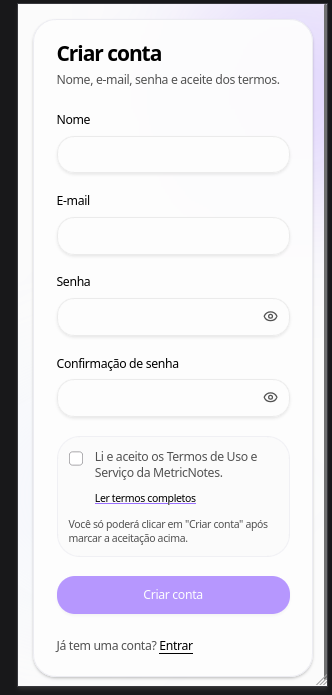 Criar conta
Nome, e-mail, senha e aceite dos termos.
Nome
E-mail
Senha
Confirmação de senha
Li e aceito os Termos de Uso e
Serviço da MetricNotes.
Ler termos completos
Você só poderá clicar em "Criar conta" após
marcar a aceitação acima.
Criar conta
Já tem uma conta? Entrar